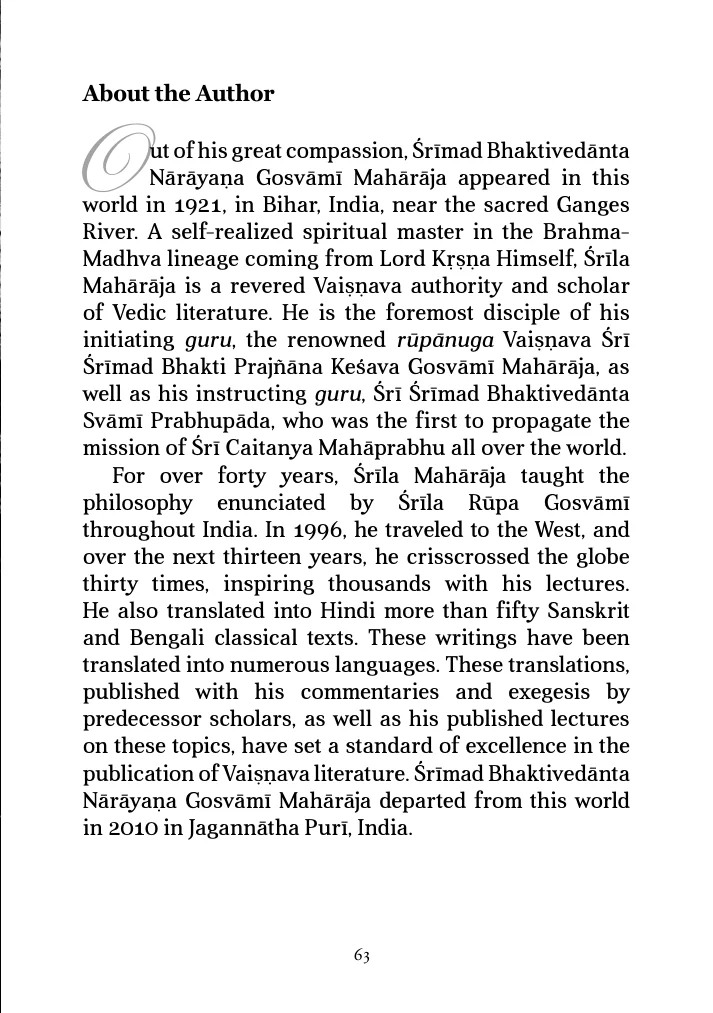 About the Author
Out of his great compassion, Śrīmad Bhaktivedānta
Nārāyaṇa Gosvāmī Mahārāja appeared in this
world in 1921, in Bihar, India, near the sacred Ganges
River. A self-realized spiritual master in the Brahma-
Madhva lineage coming from Lord Kṛṣṇa Himself, Śrīla
Mahārāja is a revered Vaiṣṇava authority and scholar
of Vedic literature. He is the foremost disciple of his
initiating guru, the renowned rūpānuga Vaiṣṇava Śrī
Śrīmad Bhakti Prajñāna Keśava Gosvāmī Mahārāja, as
well as his instructing guru, Śrī Śrīmad Bhaktivedānta
Svāmī Prabhupāda, who was the first to propagate the
mission of Śrī Caitanya Mahāprabhu all over the world.
For over forty years, Śrīla Mahārāja taught the
philosophy enunciated by Śrīla Rūpa Gosvāmī
throughout India. In 1996, he traveled to the West, and
over the next thirteen years, he crisscrossed the globe
thirty times, inspiring thousands with his lectures.
He also translated into Hindi more than fifty Sanskrit
and Bengali classical texts. These writings have been
translated into numerous languages. These translations,
published with his commentaries and exegesis by
predecessor scholars, as well as his published lectures
on these topics, have set a standard of excellence in the
publication of Vaiṣṇava literature. Śrīmad Bhaktivedānta
Nārāyaṇa Gosvāmī Mahārāja departed from this world
in 2010 in Jagannātha Purī, India.
63